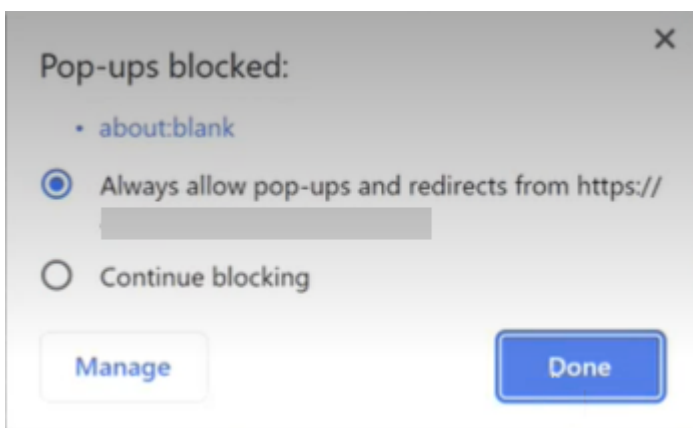 Pop-ups blocked:
• about:blank
Always allow pop-ups and redirects from https://
Continue blocking
Manage
Done